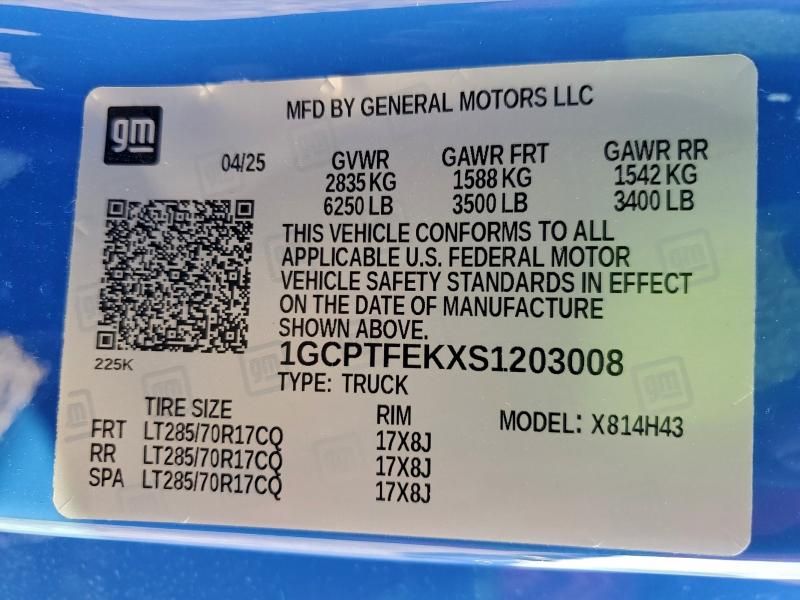 MFD BY GENERAL MOTORS LLC
gm
04/25 GVWR GAWR FRT GAWR RR
2835 KG 1588 KG 1542 KG
6250 LB 3500 LB 3400 LB
THIS VEHICLE CONFORMS TO ALL
APPLICABLE U.S. FEDERAL MOTOR
VEHICLE SAFETY STANDARDS IN EFFECT
ON THE DATE OF MANUFACTURE
SHOWN ABOVE.
225K
1GCPTFEKXS1203008
TYPE: TRUCK
TIRE SIZE RIM MODEL: X814H43
FRT LT285/70R17CQ 17X8J
RR LT285/70R17CQ 17X8J
SPA LT285/70R17CQ 17X8J